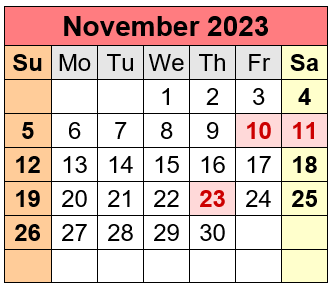 November 2023
Su Mo Tu We Th Fr Sa
1 2 3 4
5 6 7 8 9 10 11
12 13 14 15 16 17 18
19 20 21 22 23 24 25
26 27 28 29 30